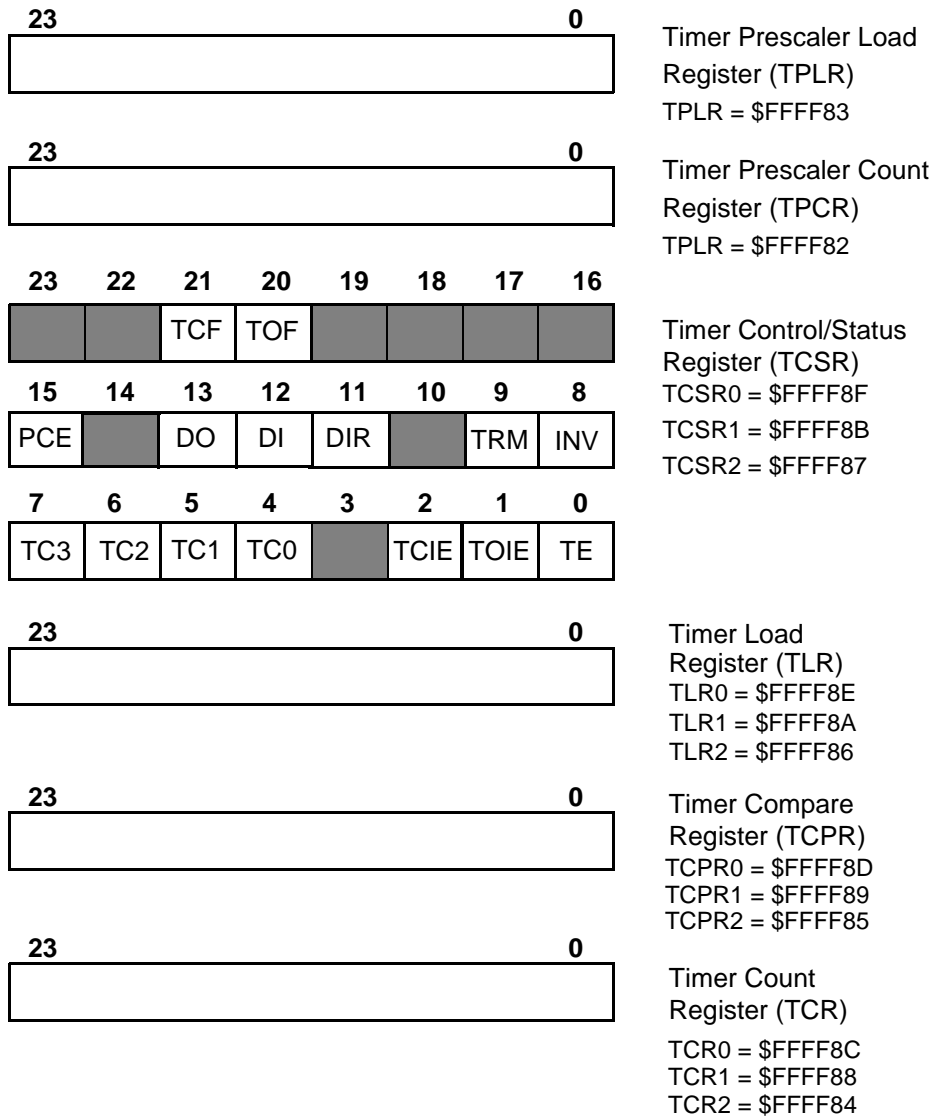 23 0
Timer Prescaler Load
Register (TPLR)
TPLR = $FFFF83
23 0
Timer Prescaler Count
Register (TPCR)
TPLR = $FFFF82
23 22 21 20 19 18 17 16
TCF TOF
Timer Control/Status
Register (TCSR)
TCSR0 = $FFFF8F
TCSR1 = $FFFF8B
TCSR2 = $FFFF87
15 14 13 12 11 10 9 8
PCE DO DI DIR TRM INV
7 6 5 4 3 2 1 0
TC3 TC2 TC1 TC0 TCIE TOIE TE
23 0
Timer Load
Register (TLR)
TLR0 = $FFFF8E
TLR1 = $FFFF8A
TLR2 = $FFFF86
23 0
Timer Compare
Register (TCPR)
TCPR0 = $FFFF8D
TCPR1 = $FFFF89
TCPR2 = $FFFF85
23 0
Timer Count
Register (TCR)
TCR0 = $FFFF8C
TCR1 = $FFFF88
TCR2 = $FFFF84